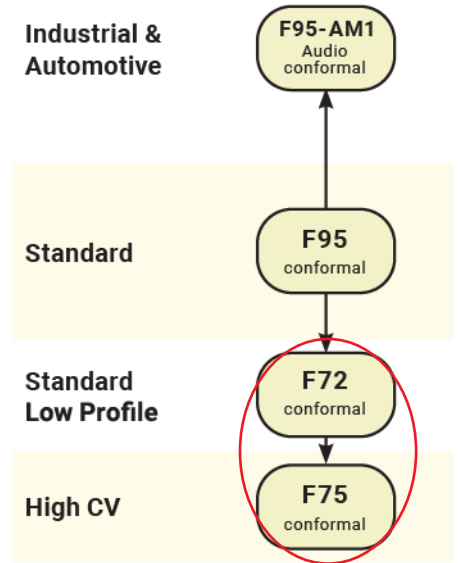 Industrial &
Automotive
F95-AM1
Audio
conformal
Standard
F95
conformal
Standard
Low Profile
F72
conformal
High CV
F75
conformal